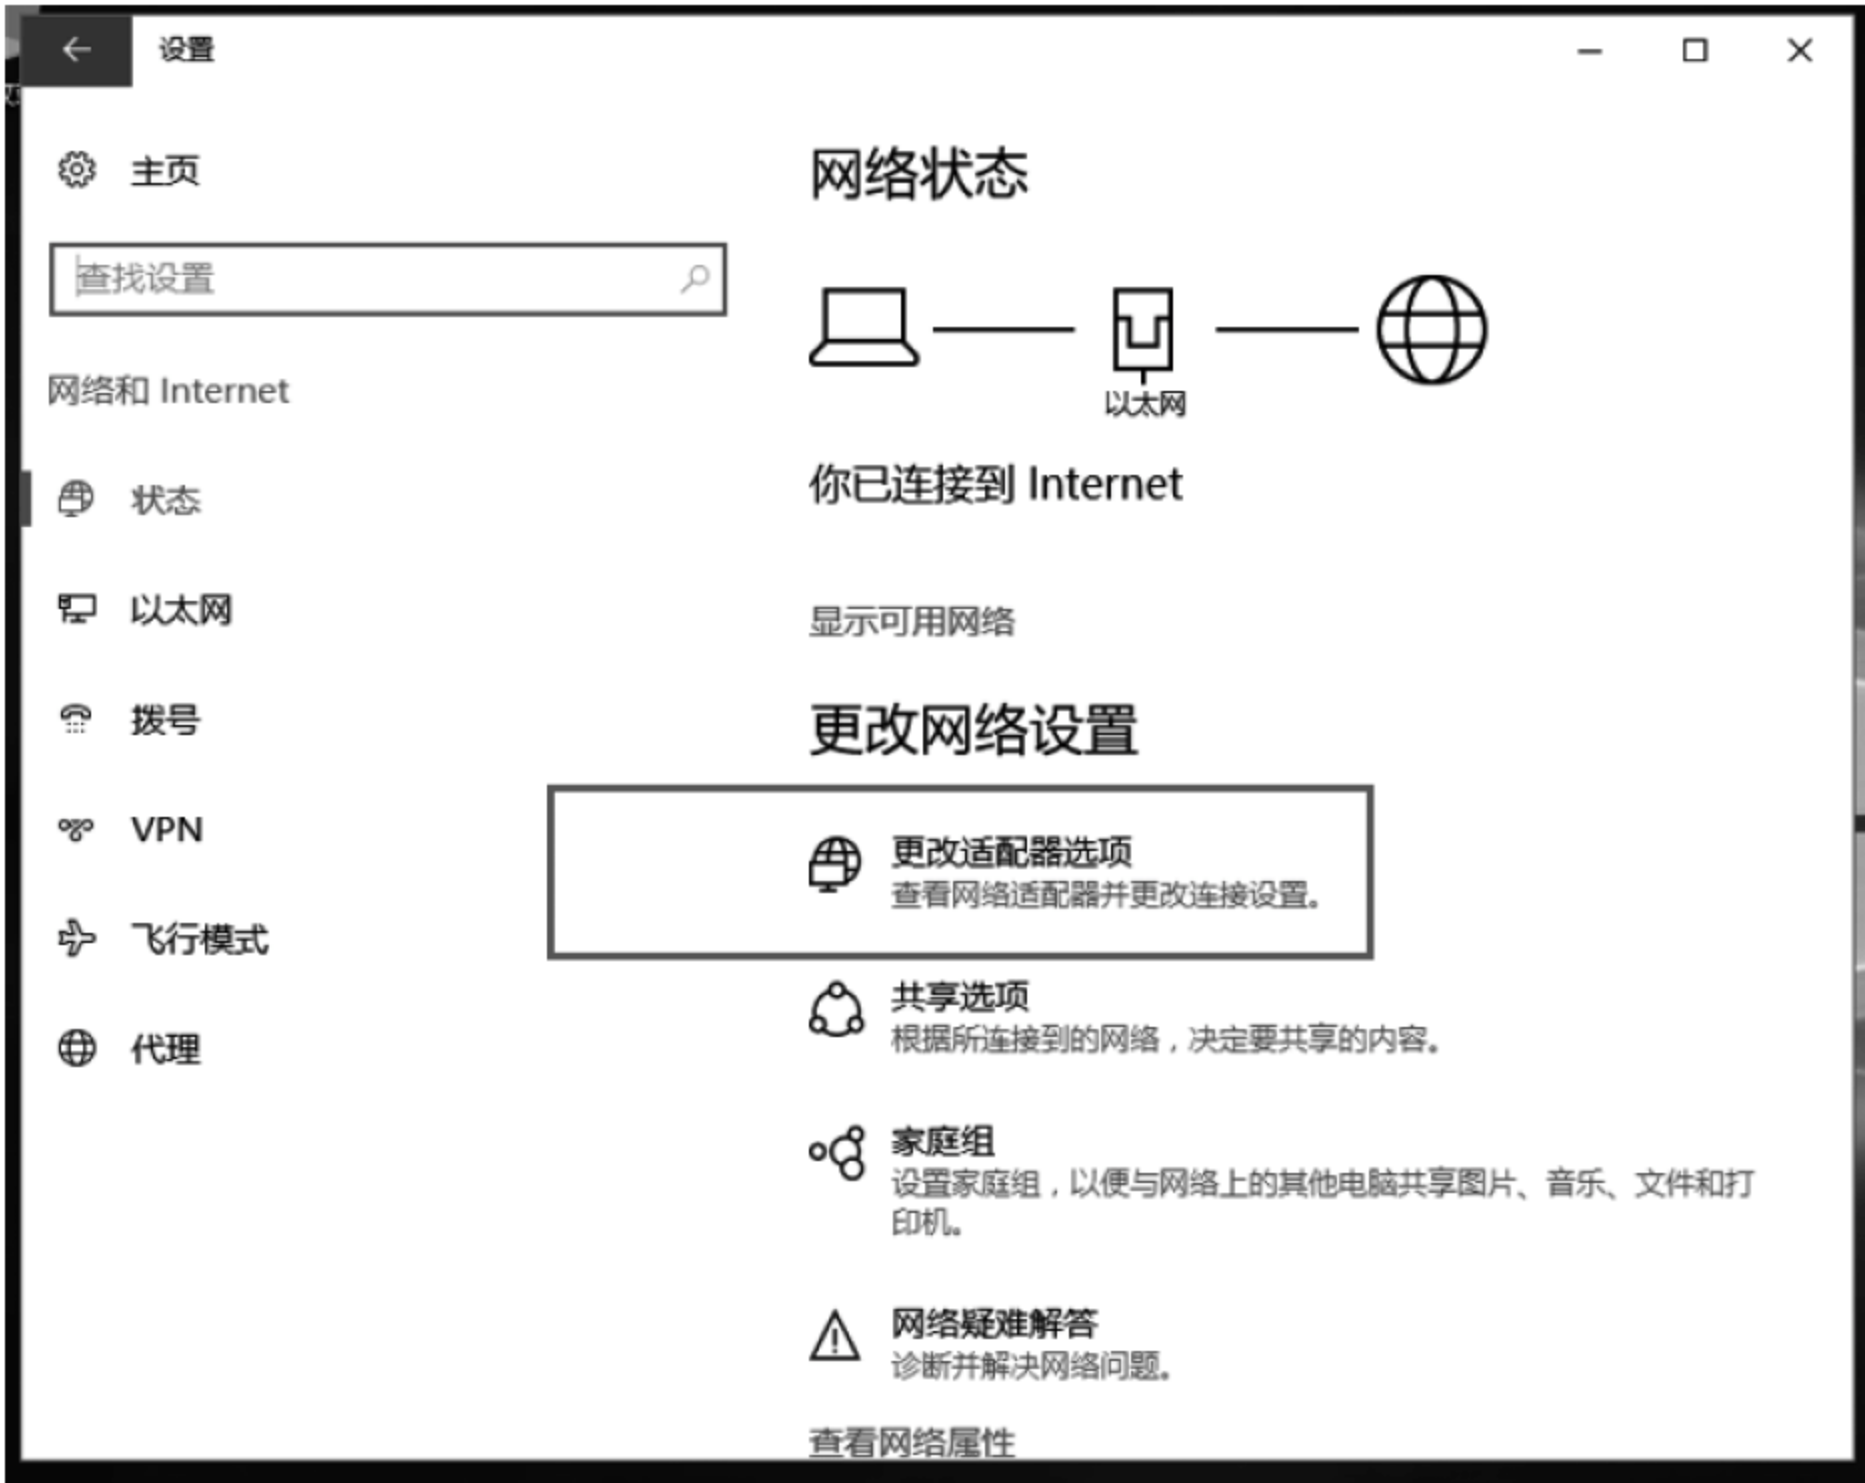 设置
主页
查找设置
网络和 Internet
状态
以太网
拨号
VPN
飞行模式
代理
网络状态
以太网
你已连接到 Internet
显示可用网络
更改网络设置
更改适配器选项
查看网络适配器并更改连接设置。
共享选项
根据所连接到的网络，决定要共享的内容。
家庭组
设置家庭组，以便与网络上的其他电脑共享图片、音乐、文件和打
印机。
网络疑难解答
诊断并解决网络问题。
查看网络属性